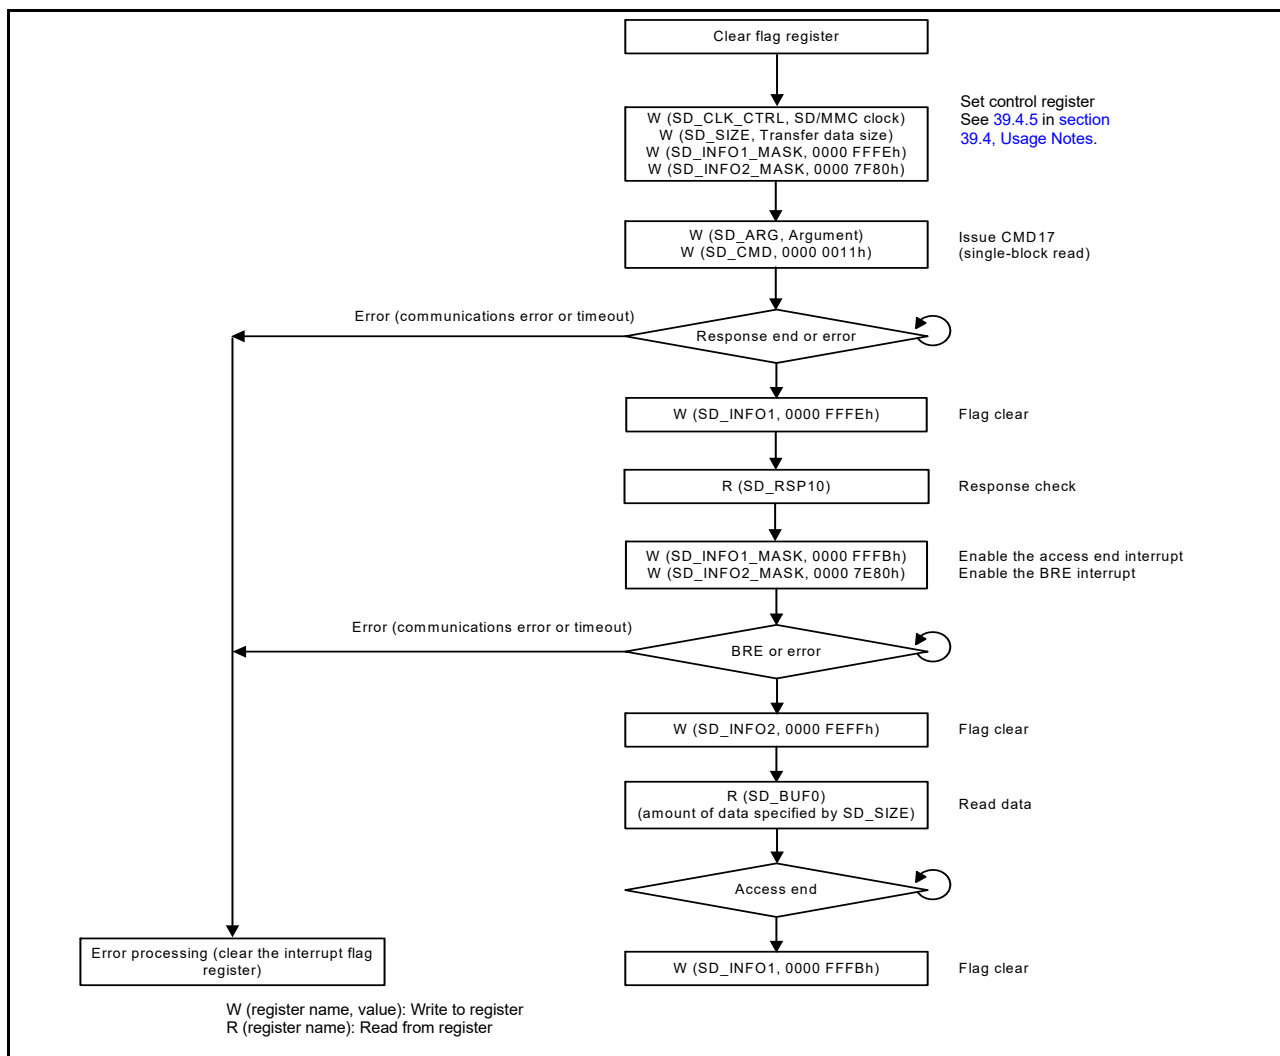 Clear flag register
W (SD_CLK_CTRL, SD/MMC clock)
W (SD_SIZE, Transfer data size)
W (SD_INFO1_MASK, 0000 FFFEh)
W (SD_INFO2_MASK, 0000 7F80h)
Set control register
See 39.4.5 in section
39.4, Usage Notes.
W (SD_ARG, Argument)
W (SD_CMD, 0000 0011h)
Issue CMD17
(single-block read)
Error (communications error or timeout)
Response end or error
W (SD_INFO1, 0000 FFFEh)
Flag clear
R (SD_RSP10)
Response check
W (SD_INFO1_MASK, 0000 FFFBh)
W (SD_INFO2_MASK, 0000 7E80h)
Enable the access end interrupt
Enable the BRE interrupt
Error (communications error or timeout)
BRE or error
W (SD_INFO2, 0000 FEFFh)
Flag clear
R (SD_BUF0)
(amount of data specified by SD_SIZE)
Read data
Access end
Error processing (clear the interrupt flag
register)
W (SD_INFO1, 0000 FFFBh)
Flag clear
W (register name, value): Write to register
R (register name): Read from register